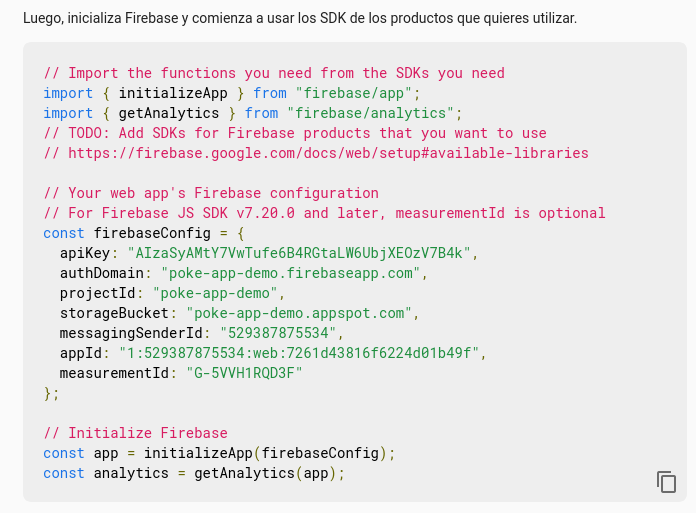 Luego, inicializa Firebase y comienza a usar los SDK de los productos que quieres utilizar.
// Import the functions you need from the SDKs you need
import { initializeApp } from "firebase/app";
import { getAnalytics } from "firebase/analytics";
// TODO: Add SDKs for Firebase products that you want to use
// https://firebase.google.com/docs/web/setup#available-libraries
// Your web app's Firebase configuration
// For Firebase JS SDK v7.20.0 and later, measurementId is optional
const firebaseConfig = {
apiKey: "AIzaSyAMtY7VwTufe6B4RGtaLW6UbjXEOzV7B4k",
authDomain: "poke-app-demo.firebaseapp.com",
projectId: "poke-app-demo",
storageBucket: "poke-app-demo.appspot.com",
messagingSenderId: "529387875534",
appId: "1:529387875534:web:7261d43816f6224d01b49f",
measurementId: "G-5VVH1RQD3F"
};
// Initialize Firebase
const app = initializeApp(firebaseConfig);
const analytics = getAnalytics(app);